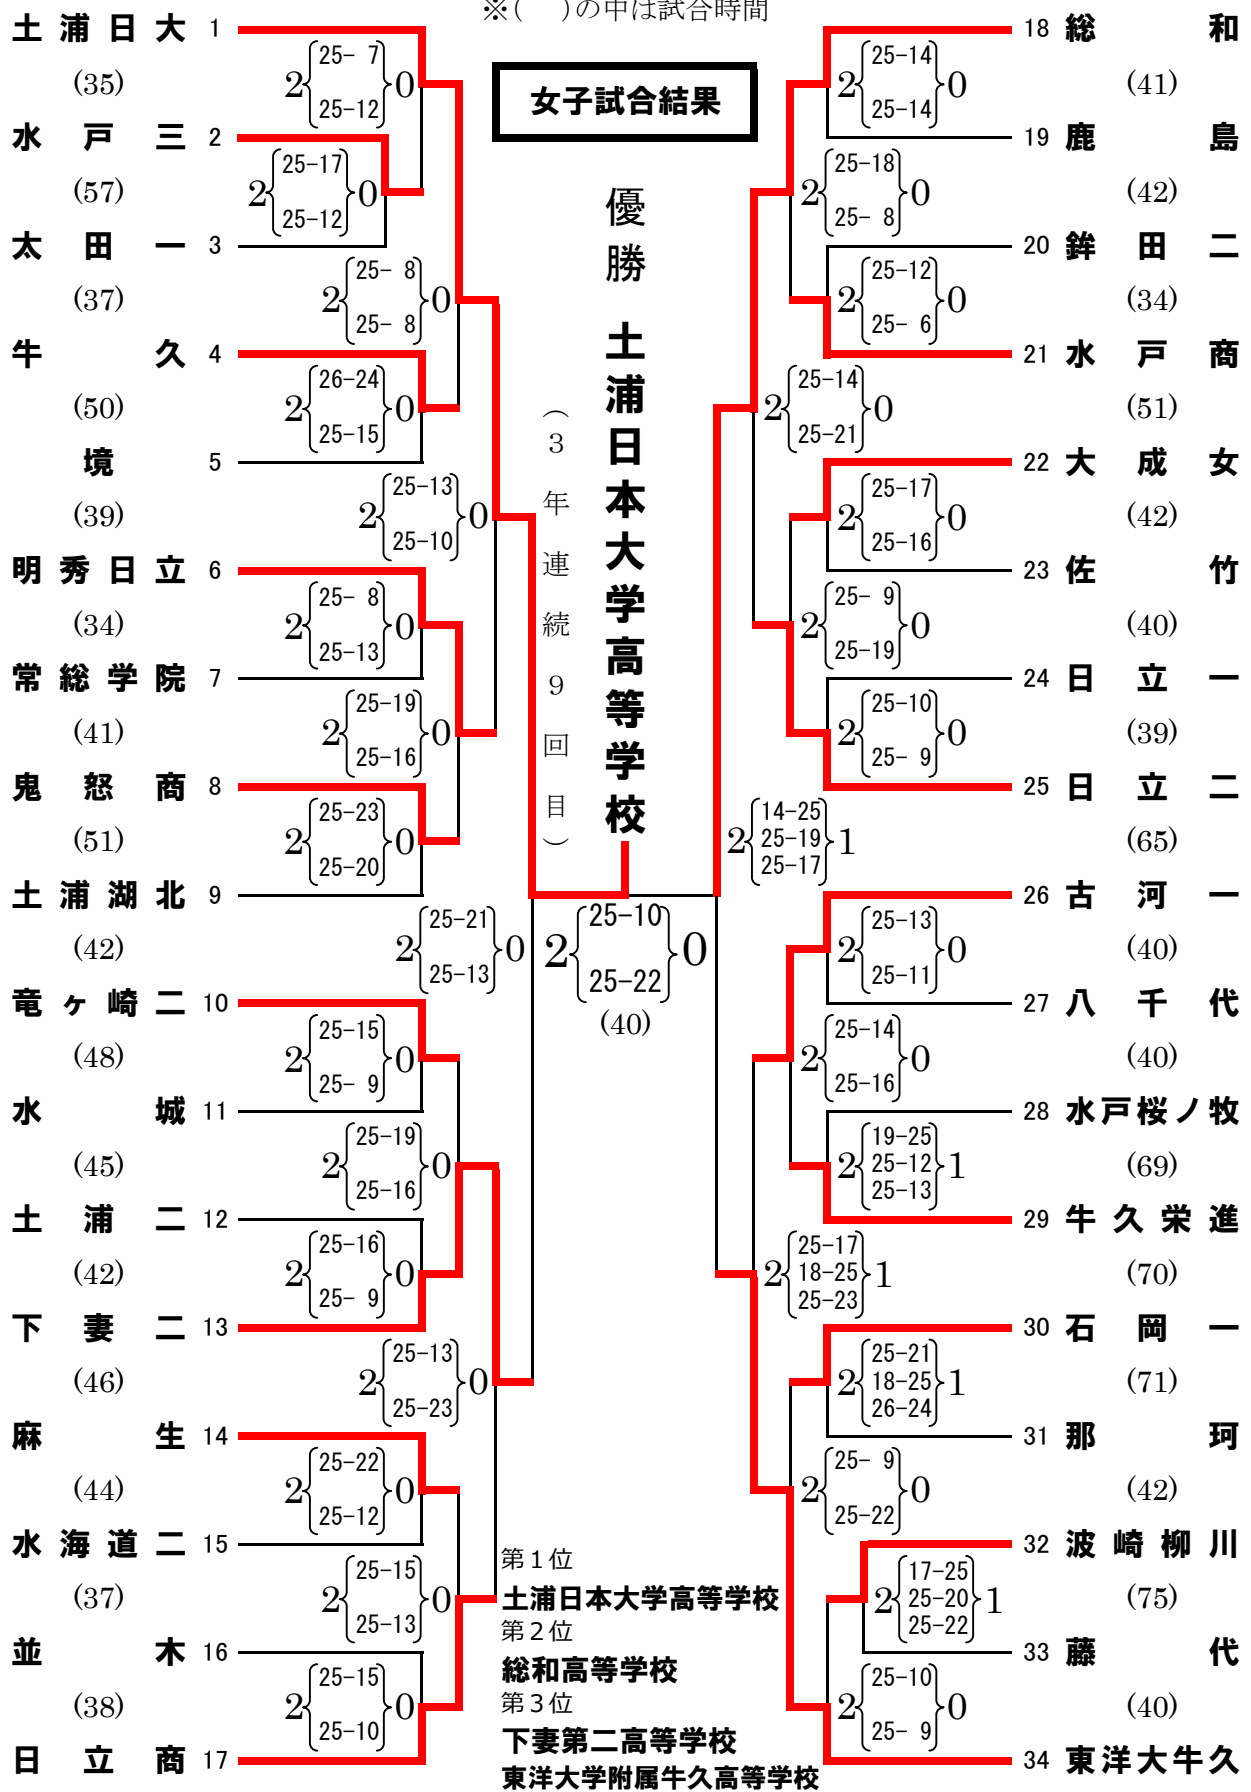 ※( )の中は試合時間
女子試合結果
優勝 土浦日本大学高等学校
(3年連続9回目)
土浦日大 1
(35)
2 25- 7 0
25-12
水戸三 2
(57)
2 25-17 0
25-12
太田一 3
(37)
2 25- 8 0
25- 8
牛久 4
(50)
2 26-24 0
25-15
境 5
(39)
2 25-13 0
25-10
明秀日立 6
(34)
2 25- 8 0
25-13
常総学院 7
(41)
2 25-19 0
25-16
鬼怒商 8
(51)
2 25-23 0
25-20
土浦湖北 9
(42)
2 25-21 0
25-13
竜ヶ崎二 10
(48)
2 25-15 0
25- 9
水城 11
(45)
2 25-19 0
25-16
土浦二 12
(42)
2 25-16 0
25- 9
下妻二 13
(46)
2 25-13 0
25-23
麻生 14
(44)
2 25-22 0
25-12
水海道二 15
(37)
2 25-15 0
25-13
並木 16
(38)
2 25-15 0
25-10
日立商 17
2 25-10 0
25-22
(40)
18 総和
(41)
2 25-14 0
25-14
19 鹿島
(42)
2 25-18 0
25- 8
20 鉾田二
(34)
2 25-12 0
25- 6
21 水戸商
(51)
2 25-14 0
25-21
22 大成女
(42)
2 25-17 0
25-16
23 佐竹
(40)
2 25- 9 0
25-19
24 日立一
(39)
2 25-10 0
25- 9
25 日立二
(65)
2 14-25 1
25-19
25-17
26 古河一
(40)
2 25-13 0
25-11
27 八千代
(40)
2 25-14 0
25-16
28 水戸桜ノ牧
(69)
2 19-25 1
25-12
25-13
29 牛久栄進
(70)
2 25-17 1
18-25
25-23
30 石岡一
(71)
2 25-21 1
18-25
26-24
31 那珂
(42)
2 25- 9 0
25-22
32 波崎柳川
(75)
2 17-25 1
25-20
25-22
33 藤代
(40)
2 25-10 0
25- 9
34 東洋大牛久
第1位
土浦日本大学高等学校
第2位
総和高等学校
第3位
下妻第二高等学校
東洋大学附属牛久高等学校